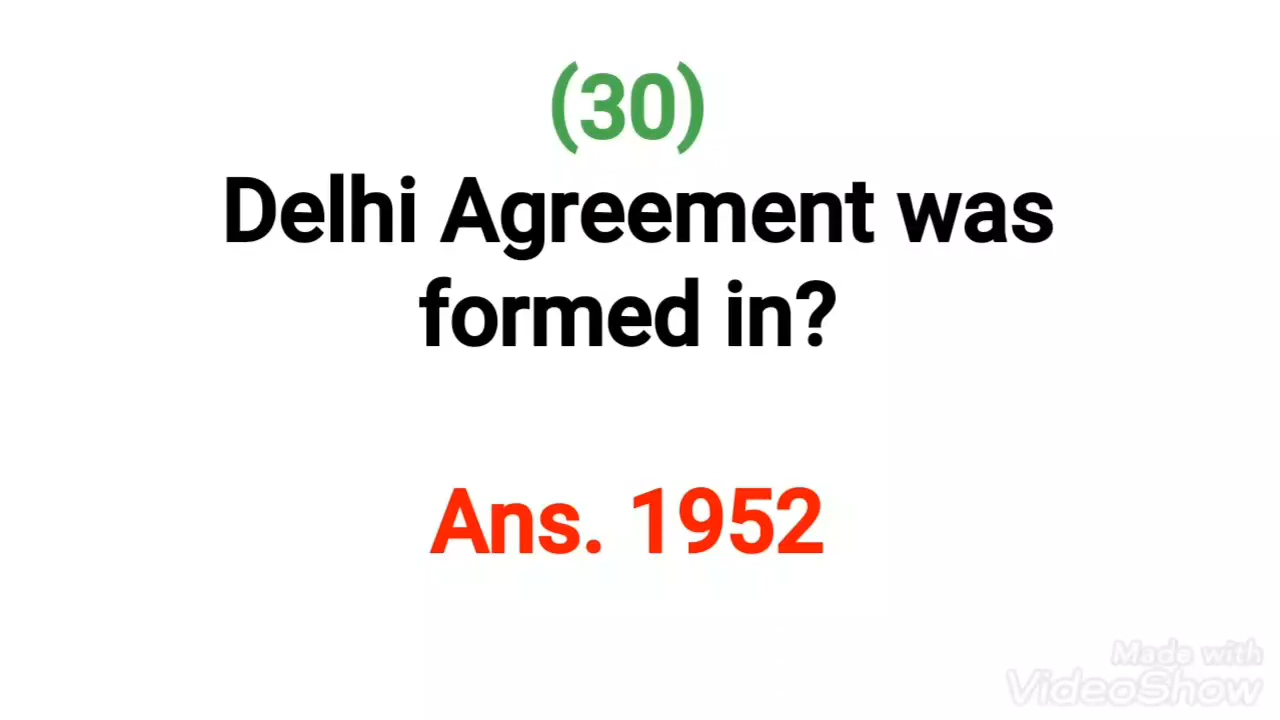 (30)
Delhi Agreement was
formed in?
Ans. 1952
Made with
VideoShow